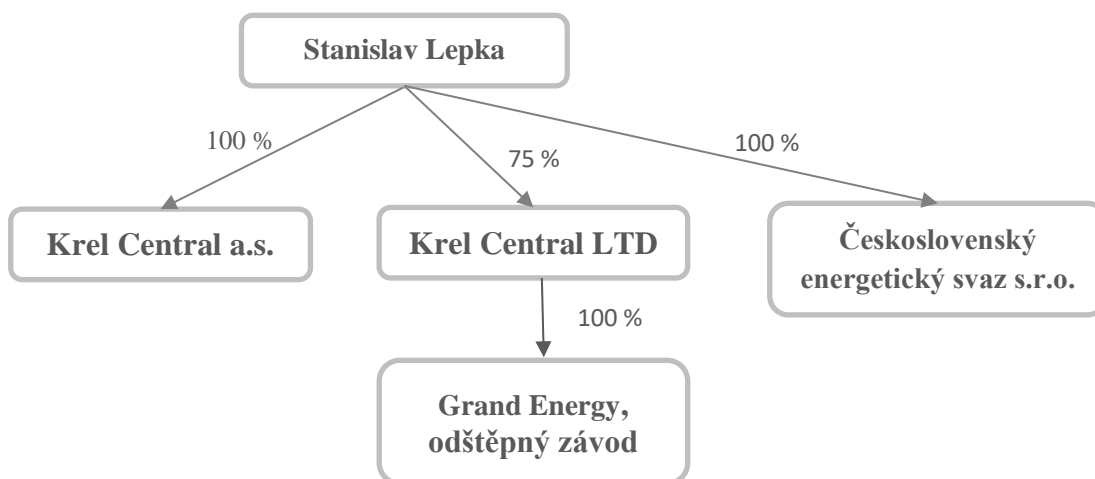 Stanislav Lepka
100 %
75 %
100 %
Krel Central a.s.
Krel Central LTD
Československý
energetický svaz s.r.o.
100 %
Grand Energy,
odštěpný závod